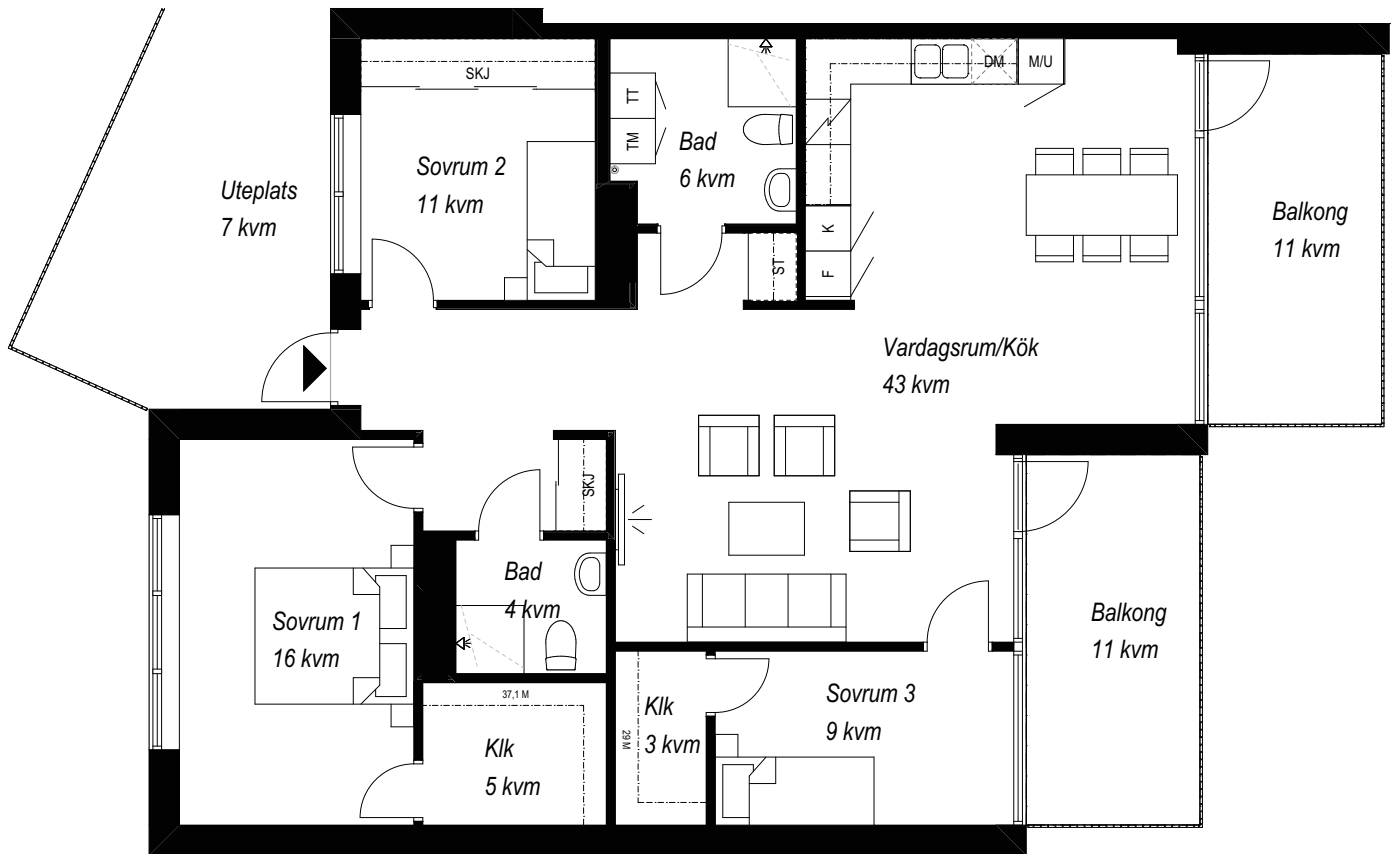 SKJ
DM
M/U
TT
TM
Bad
6 kvm
Sovrum 2
11 kvm
Uteplats
7 kvm
K
F
ST
Balkong
11 kvm
Vardagsrum/Kök
43 kvm
SKJ
Bad
4 kvm
Sovrum 1
16 kvm
Balkong
11 kvm
37,1 M
Klk
5 kvm
29 M
Klk
3 kvm
Sovrum 3
9 kvm